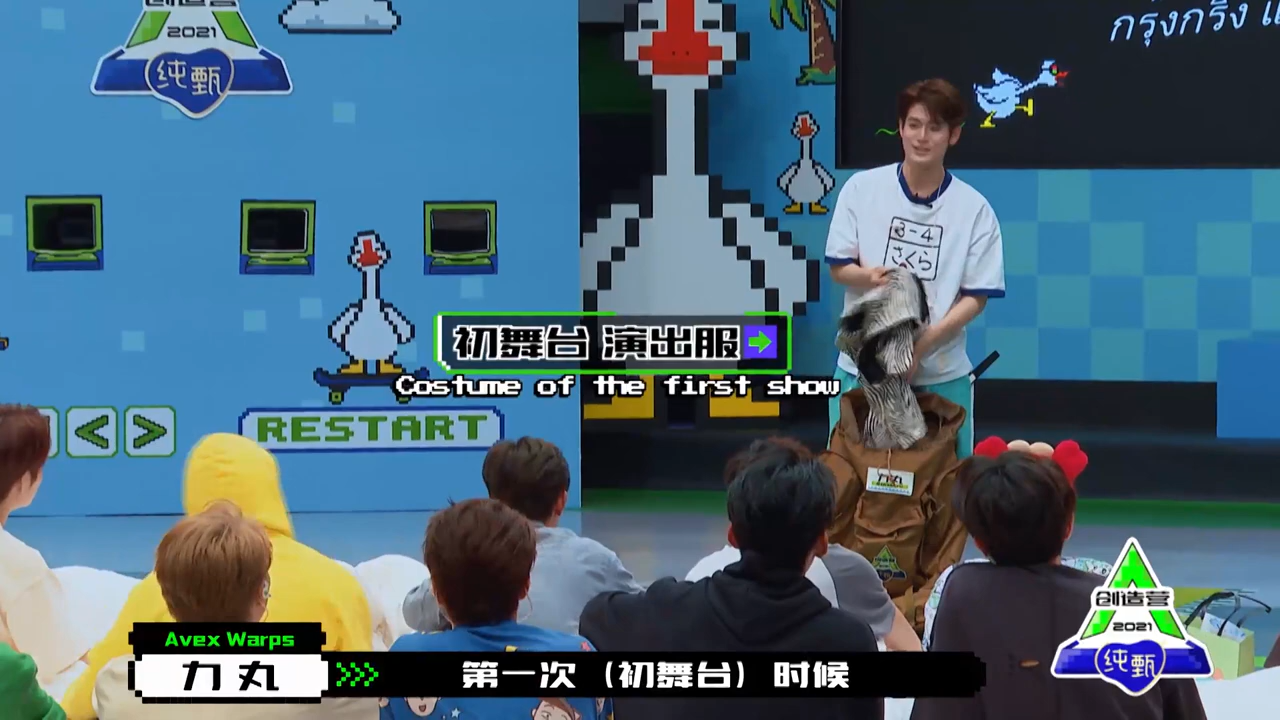 创造营
2021
纯甄
กรุ๋งกริ๋ง แ
3-4
さくら
初舞台 演出服
Costume of the first show
< >
RESTART
力丸
创造营
2021
纯甄
Avex Warps
力丸
>>>
第一次（初舞台）时候